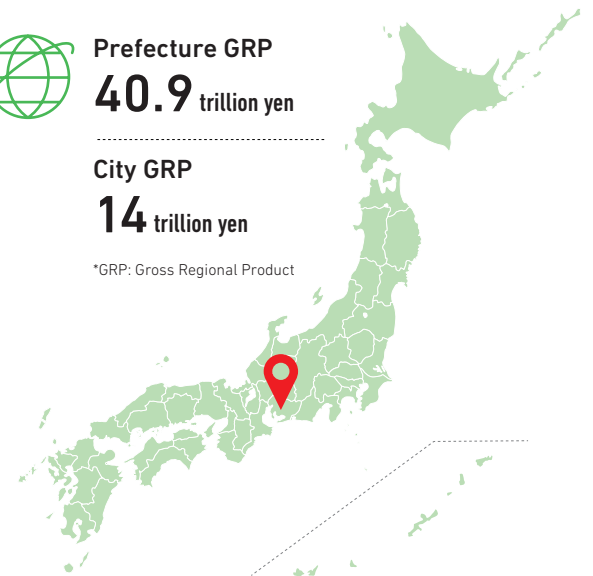 Prefecture GRP
40.9 trillion yen
City GRP
14 trillion yen
*GRP: Gross Regional Product